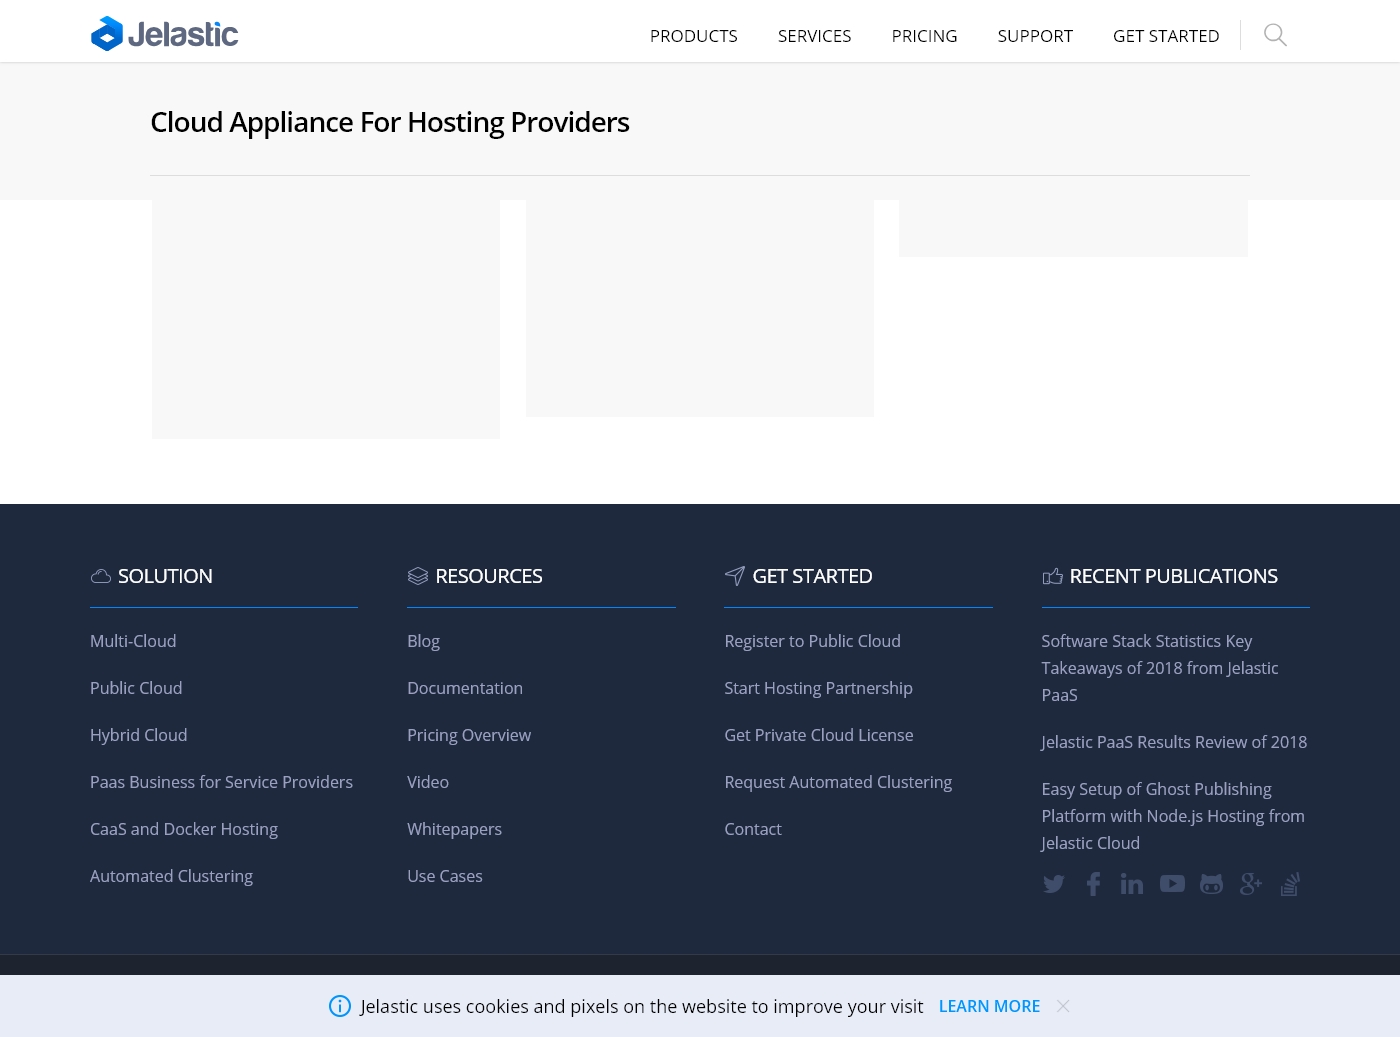 Jelastic
PRODUCTS
SERVICES
PRICING
SUPPORT
GET STARTED
Cloud Appliance For Hosting Providers
SOLUTION
Multi-Cloud
Public Cloud
Hybrid Cloud
Paas Business for Service Providers
CaaS and Docker Hosting
Automated Clustering
RESOURCES
Blog
Documentation
Pricing Overview
Video
Whitepapers
Use Cases
GET STARTED
Register to Public Cloud
Start Hosting Partnership
Get Private Cloud License
Request Automated Clustering
Contact
RECENT PUBLICATIONS
Software Stack Statistics Key
Takeaways of 2018 from Jelastic
PaaS
Jelastic PaaS Results Review of 2018
Easy Setup of Ghost Publishing
Platform with Node.js Hosting from
Jelastic Cloud
Jelastic uses cookies and pixels on the website to improve your visit LEARN MORE